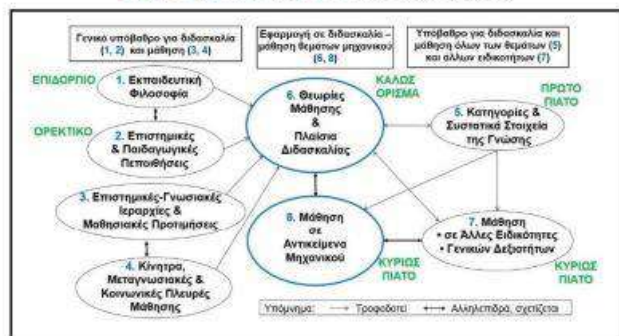 Γενικό υπόβαθρο για διδασκαλία
(1, 2) και μάθηση (3, 4)
Εφαρμογή σε διδασκαλία –
μάθηση θεμάτων μηχανικού
(6, 8)
Υπόβαθρο για διδασκαλία και
μάθηση όλων των θεμάτων (5)
και άλλων ειδικοτήτων (7)
ΕΠΙΔΟΡΠΙΟ
1. Εκπαιδευτική
Φιλοσοφία
ΟΡΕΚΤΙΚΟ
2. Επιστημικές
& Παιδαγωγικές
Πεποιθήσεις
3. Επιστημικές-Γνωσιακές
Ιεραρχίες &
Μαθησιακές Προτιμήσεις
4. Κίνητρα,
Μεταγνωσιακές &
Κοινωνικές Πλευρές
Μάθησης
ΚΑΛΩΣ
ΟΡΙΣΜΑ
6. Θεωρίες
Μάθησης
&
Πλαίσια
Διδασκαλίας
8. Μάθηση
σε
Αντικείμενα
Μηχανικού
ΚΥΡΙΩΣ
ΠΙΑΤΟ
ΠΡΩΤΟ
ΠΙΑΤΟ
5. Κατηγορίες &
Συστατικά Στοιχεία
της Γνώσης
7. Μάθηση
• σε Άλλες Ειδικότητες
• Γενικών Δεξιοτήτων
ΚΥΡΙΩΣ
ΠΙΑΤΟ
Υπόμνημα: Τροφοδοτεί Αλληλεπιδρά, σχετίζεται